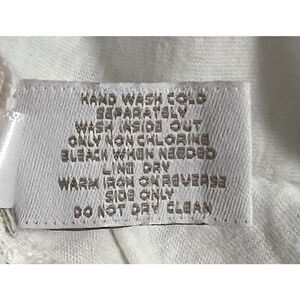 HAND WASH COLD
SEPARATELY
WASH INSIDE OUT
ONLY NON CHLORINE
BLEACH WHEN NEEDED
LINE DRY
WARM IRON ON REVERSE
SIDE ONLY
DO NOT DRY CLEAN